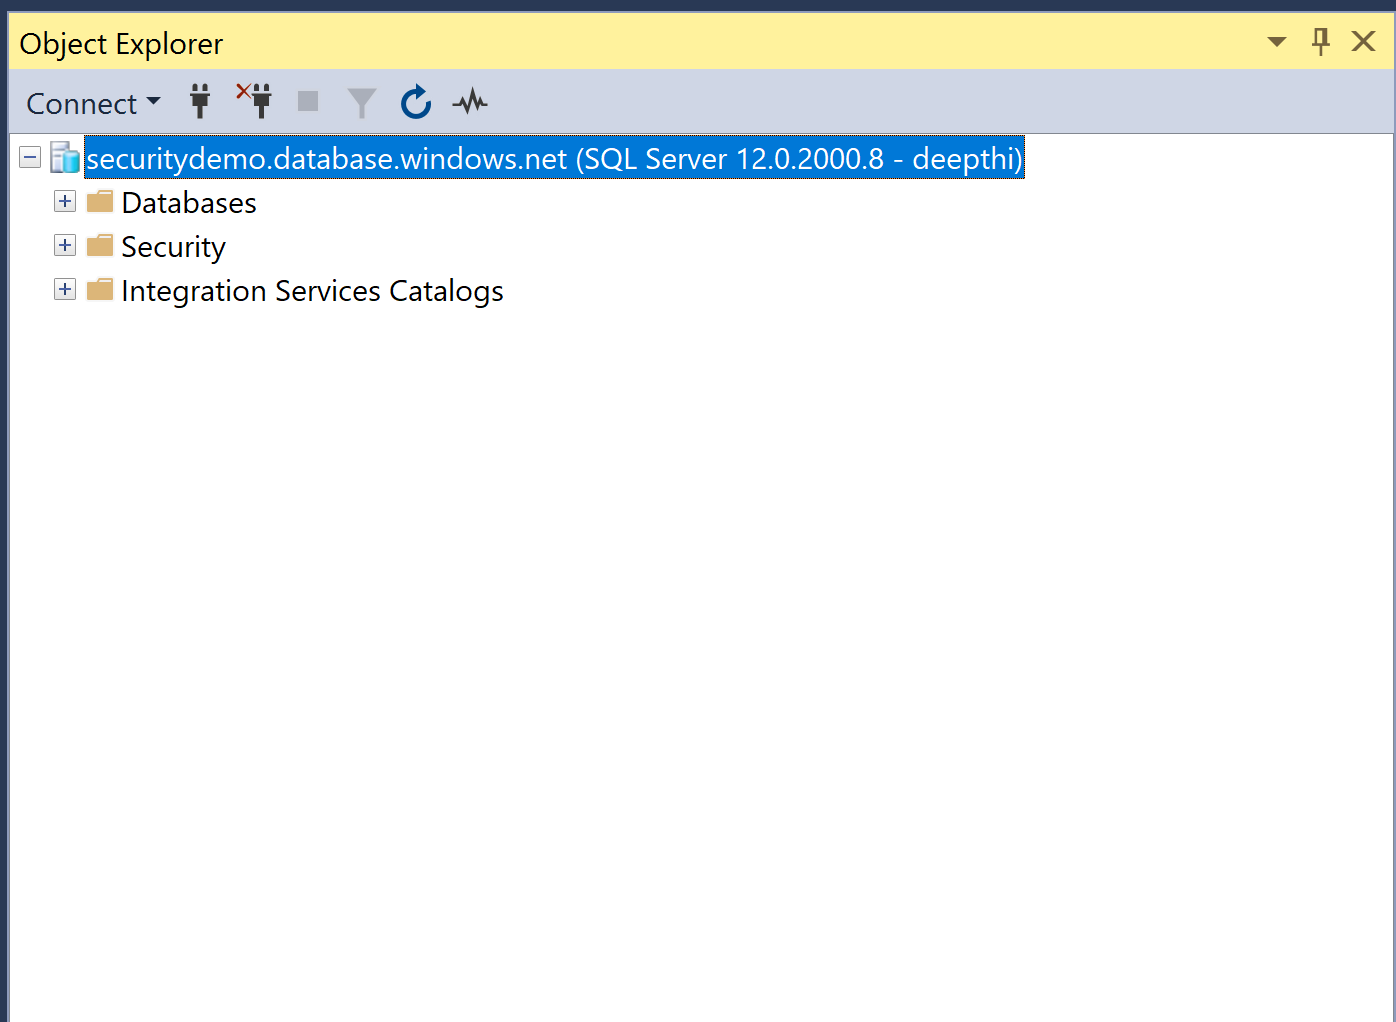 Object Explorer
Connect
securitydemo.database.windows.net (SQL Server 12.0.2000.8 - deepthi)
Databases
Security
Integration Services Catalogs